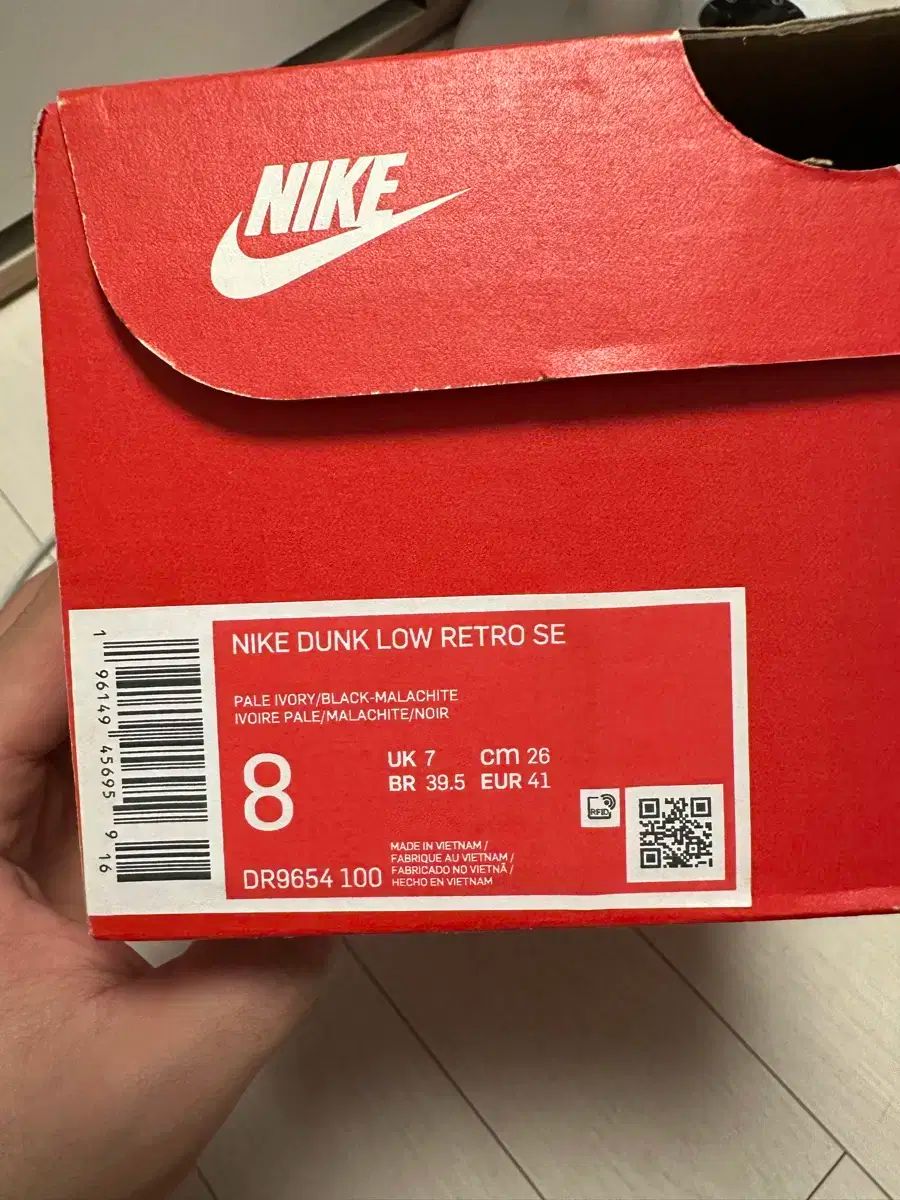 NIKE
NIKE DUNK LOW RETRO SE
PALE IVORY/BLACK-MALACHITE
IVOIRE PALE/MALACHITE/NOIR
8
UK 7 cm 26
BR 39.5 EUR 41
RFID
DR9654 100
MADE IN VIETNAM /
FABRIQUE AU VIETNAM /
FABRICADO NO VIETNÃ /
HECHO EN VIETNAM
1 96149 45695 9 16